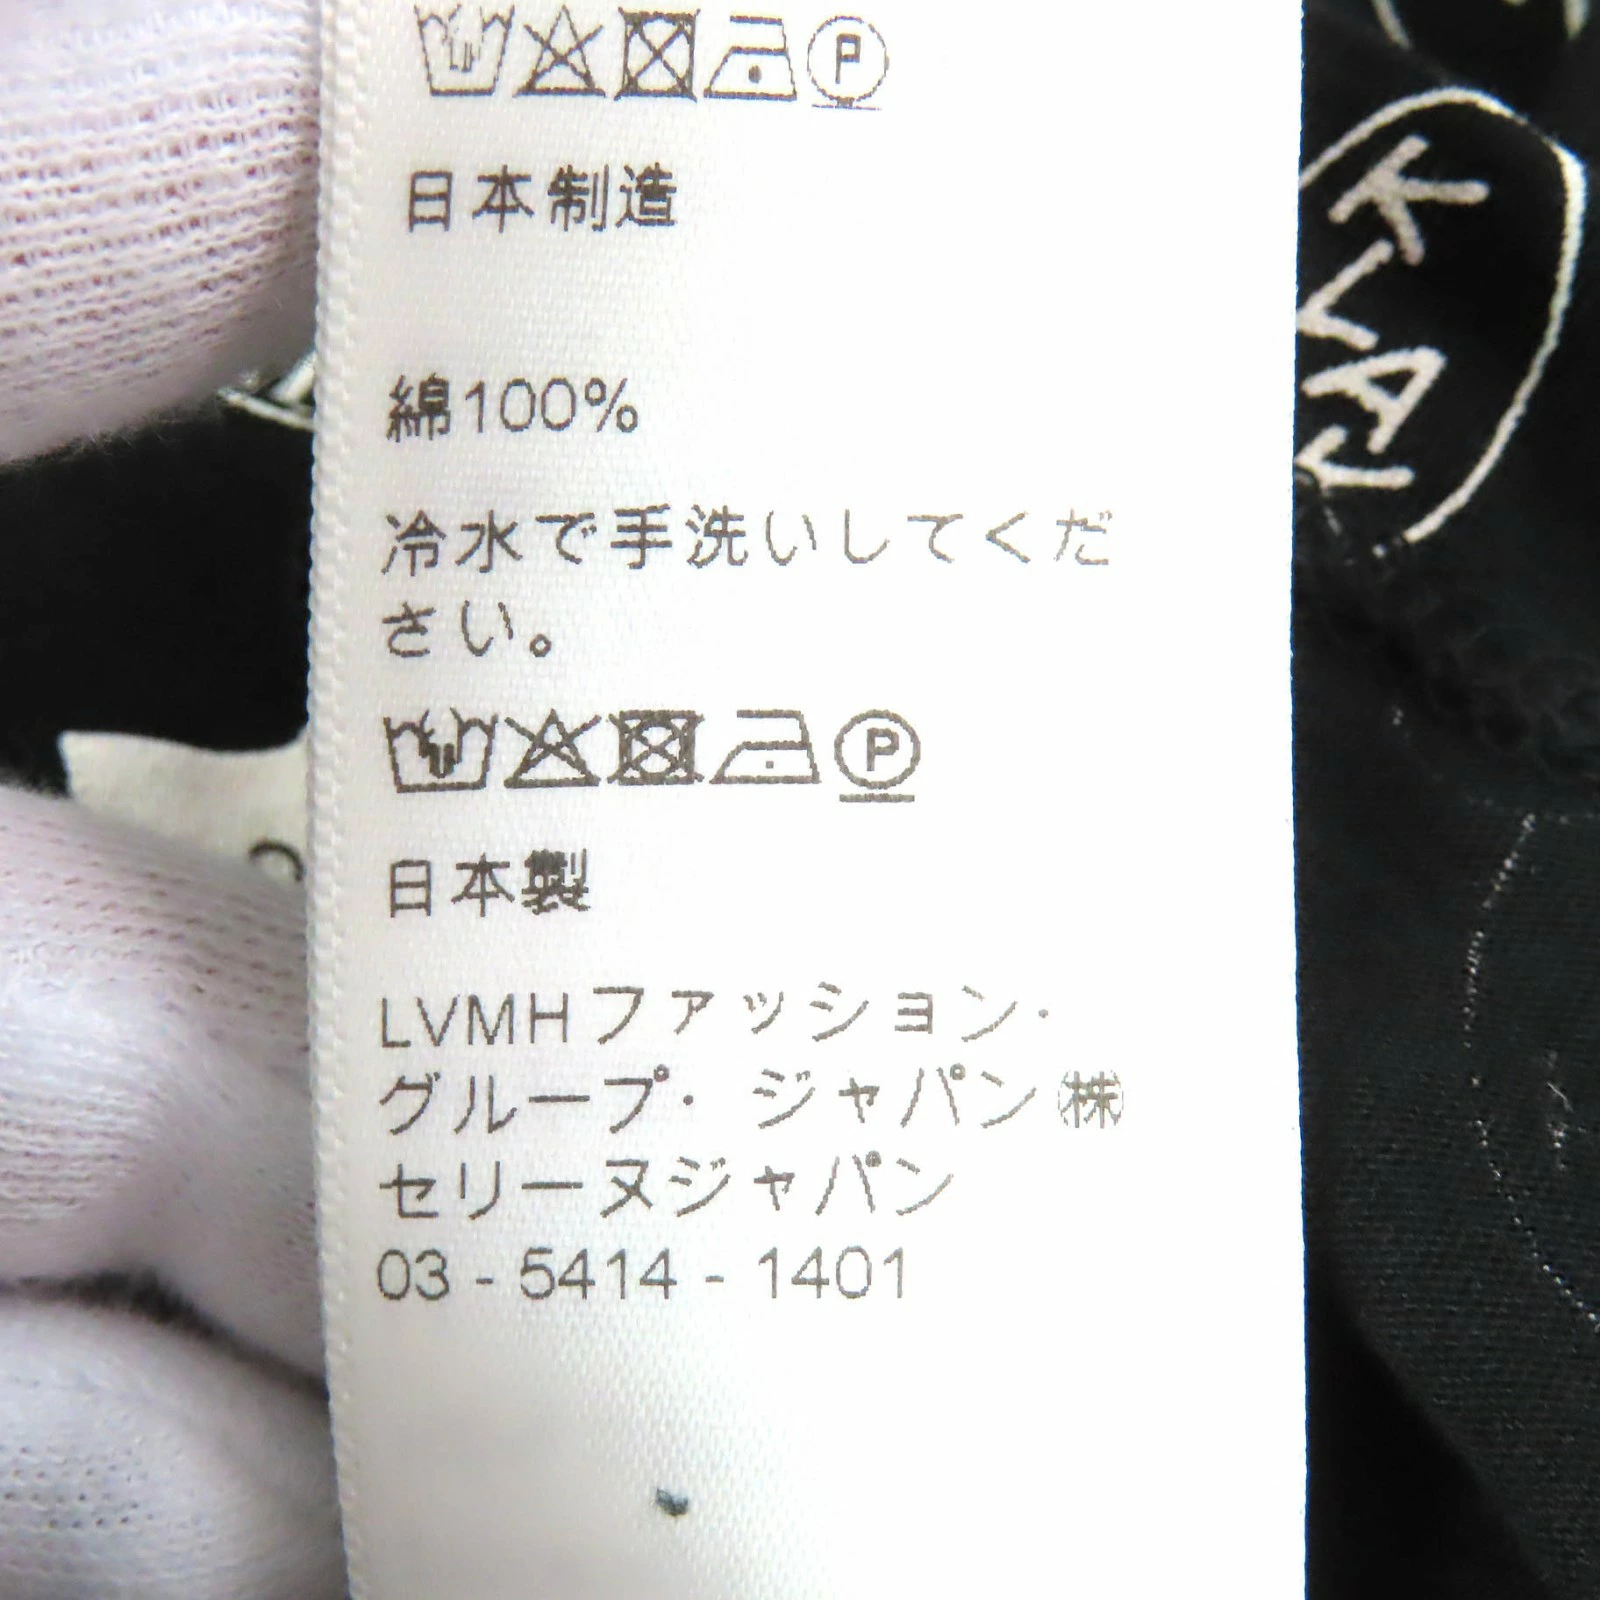 P
日本制造
綿100%
冷水で手洗いしてくだ
さい。
P
日本製
LVMHファッション·
グループ· ジャパン㈱
セリーヌジャパン
03 - 5414 - 1401
KLAY